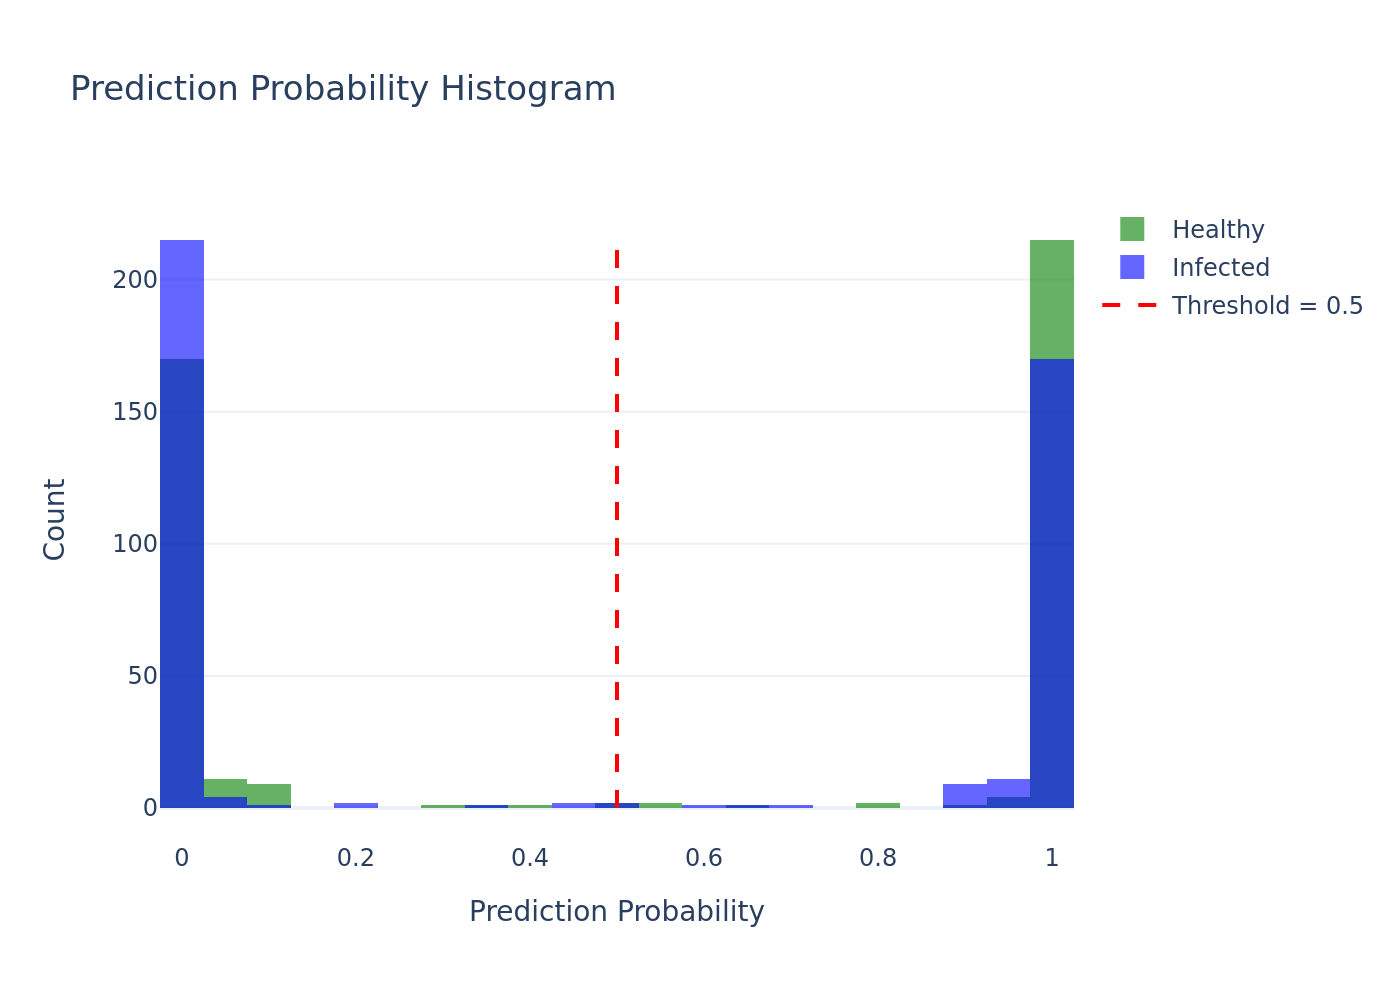 Prediction Probability Histogram
Healthy
Infected
Threshold = 0.5
200
150
100
50
0
Count
0 0.2 0.4 0.6 0.8 1
Prediction Probability